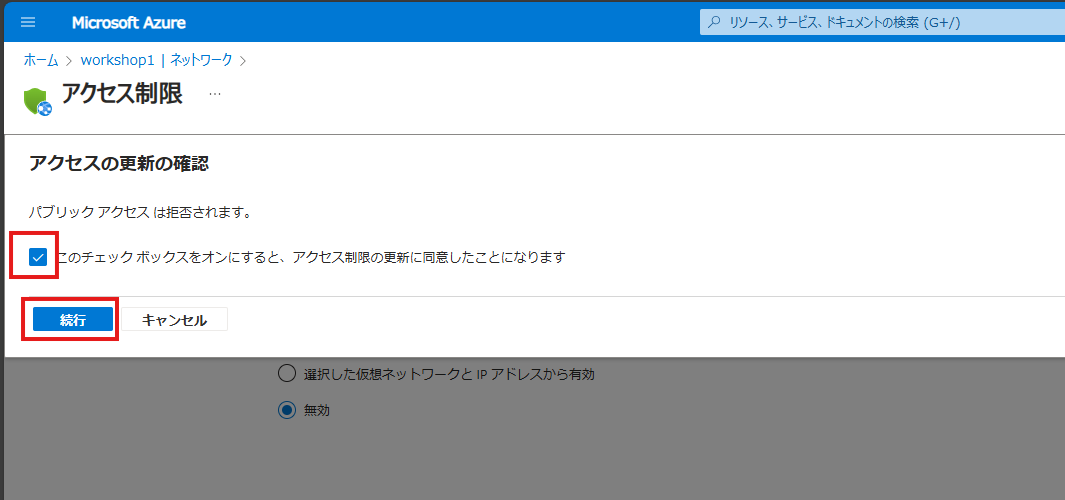 Microsoft Azure
リソース、サービス、ドキュメントの検索 (G+/)
ホーム > workshop1 | ネットワーク >
アクセス制限 ...
アクセスの更新の確認
パブリック アクセス は拒否されます。
このチェック ボックスをオンにすると、アクセス制限の更新に同意したことになります
続行 キャンセル
選択した仮想ネットワークと IP アドレスから有効
無効